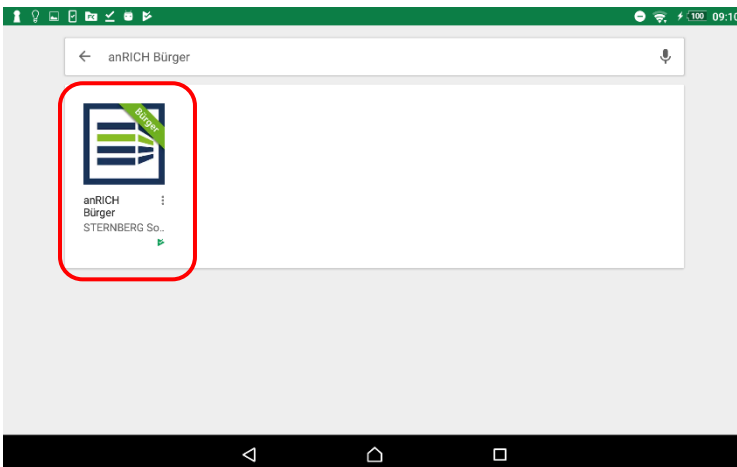 100 09:10
anRICH Bürger
Bürger
anRICH
Bürger
STERNBERG So..